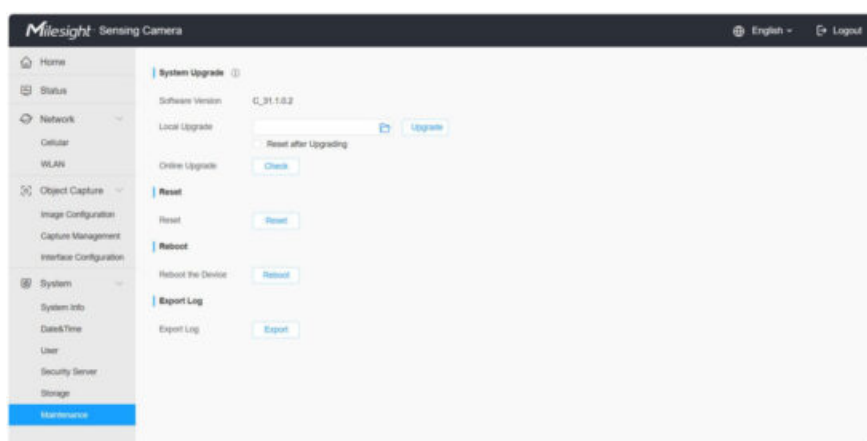 Milesight Sensing Camera
English
Logout
Home
Status
Network
Cellular
WLAN
Object Capture
Image Configuration
Capture Management
Interface Configuration
System
System Info
Date&Time
User
Security Server
Storage
Maintenance
System Upgrade
Software Version C_31.1.0.2
Local Upgrade Upgrade
Reset after Upgrading
Online Upgrade Check
Reset
Reset Reset
Reboot
Reboot the Device Reboot
Export Log
Export Log Export